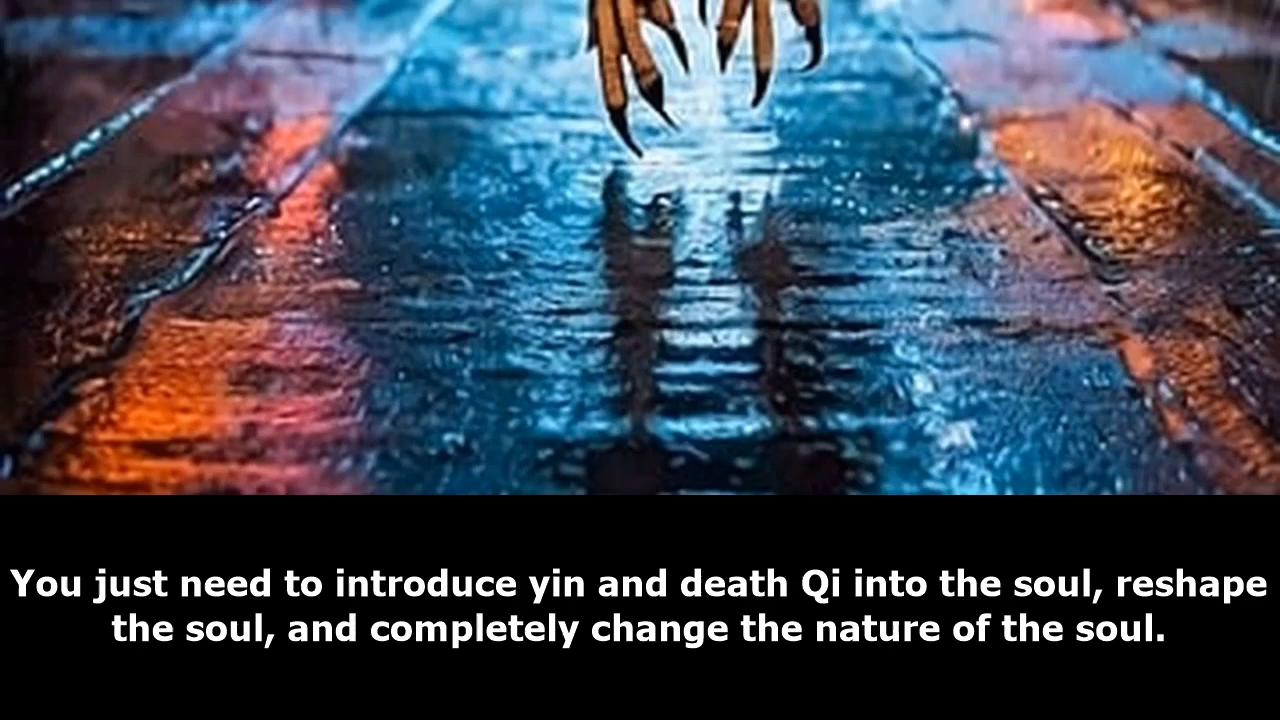 You just need to introduce yin and death Qi into the soul, reshape
the soul, and completely change the nature of the soul.